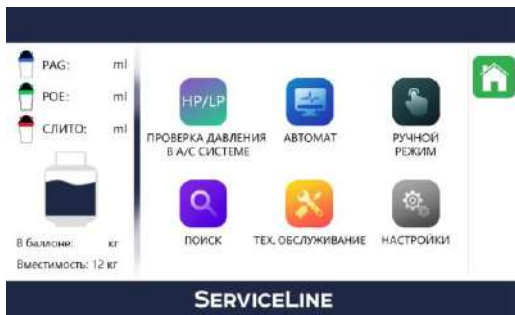 PAG: ml
POE: ml
СЛИТО: ml
В баллоне: кг
Вместимость: 12 кг
HP/LP
ПРОВЕРКА ДАВЛЕНИЯ
В A/C СИСТЕМЕ
АВТОМАТ
РУЧНОЙ
РЕЖИМ
ПОИСК
ТЕХ. ОБСЛУЖИВАНИЕ
НАСТРОЙКИ
SERVICELINE